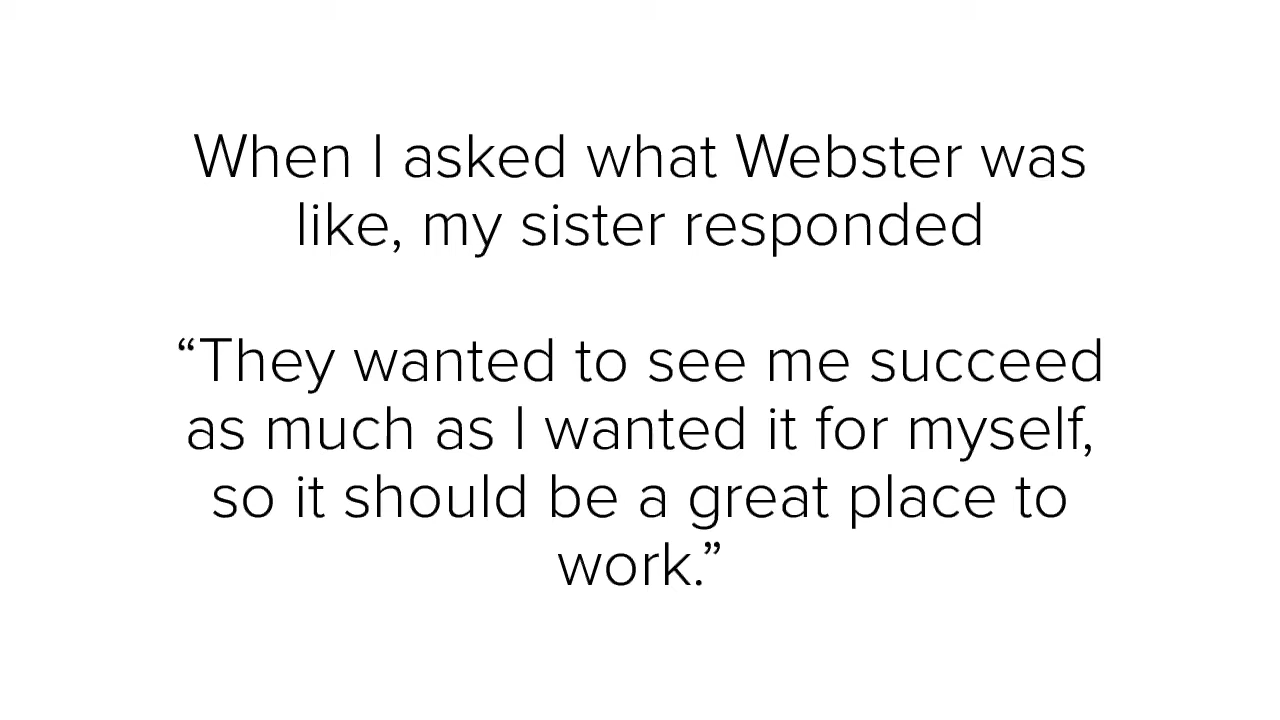 When I asked what Webster was
like, my sister responded
“They wanted to see me succeed
as much as I wanted it for myself,
so it should be a great place to
work.”